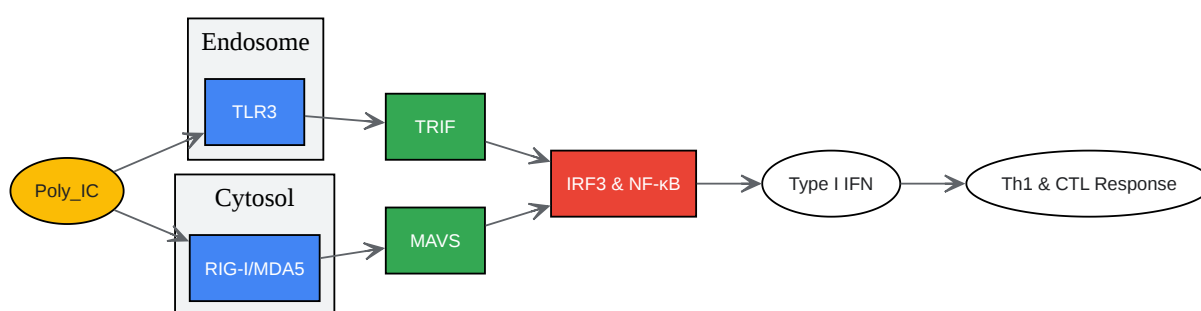 Endosome
TLR3
TRIF
Poly_IC
IRF3 & NF-κB
Type I IFN
Th1 & CTL Response
Cytosol
RIG-I/MDA5
MAVS